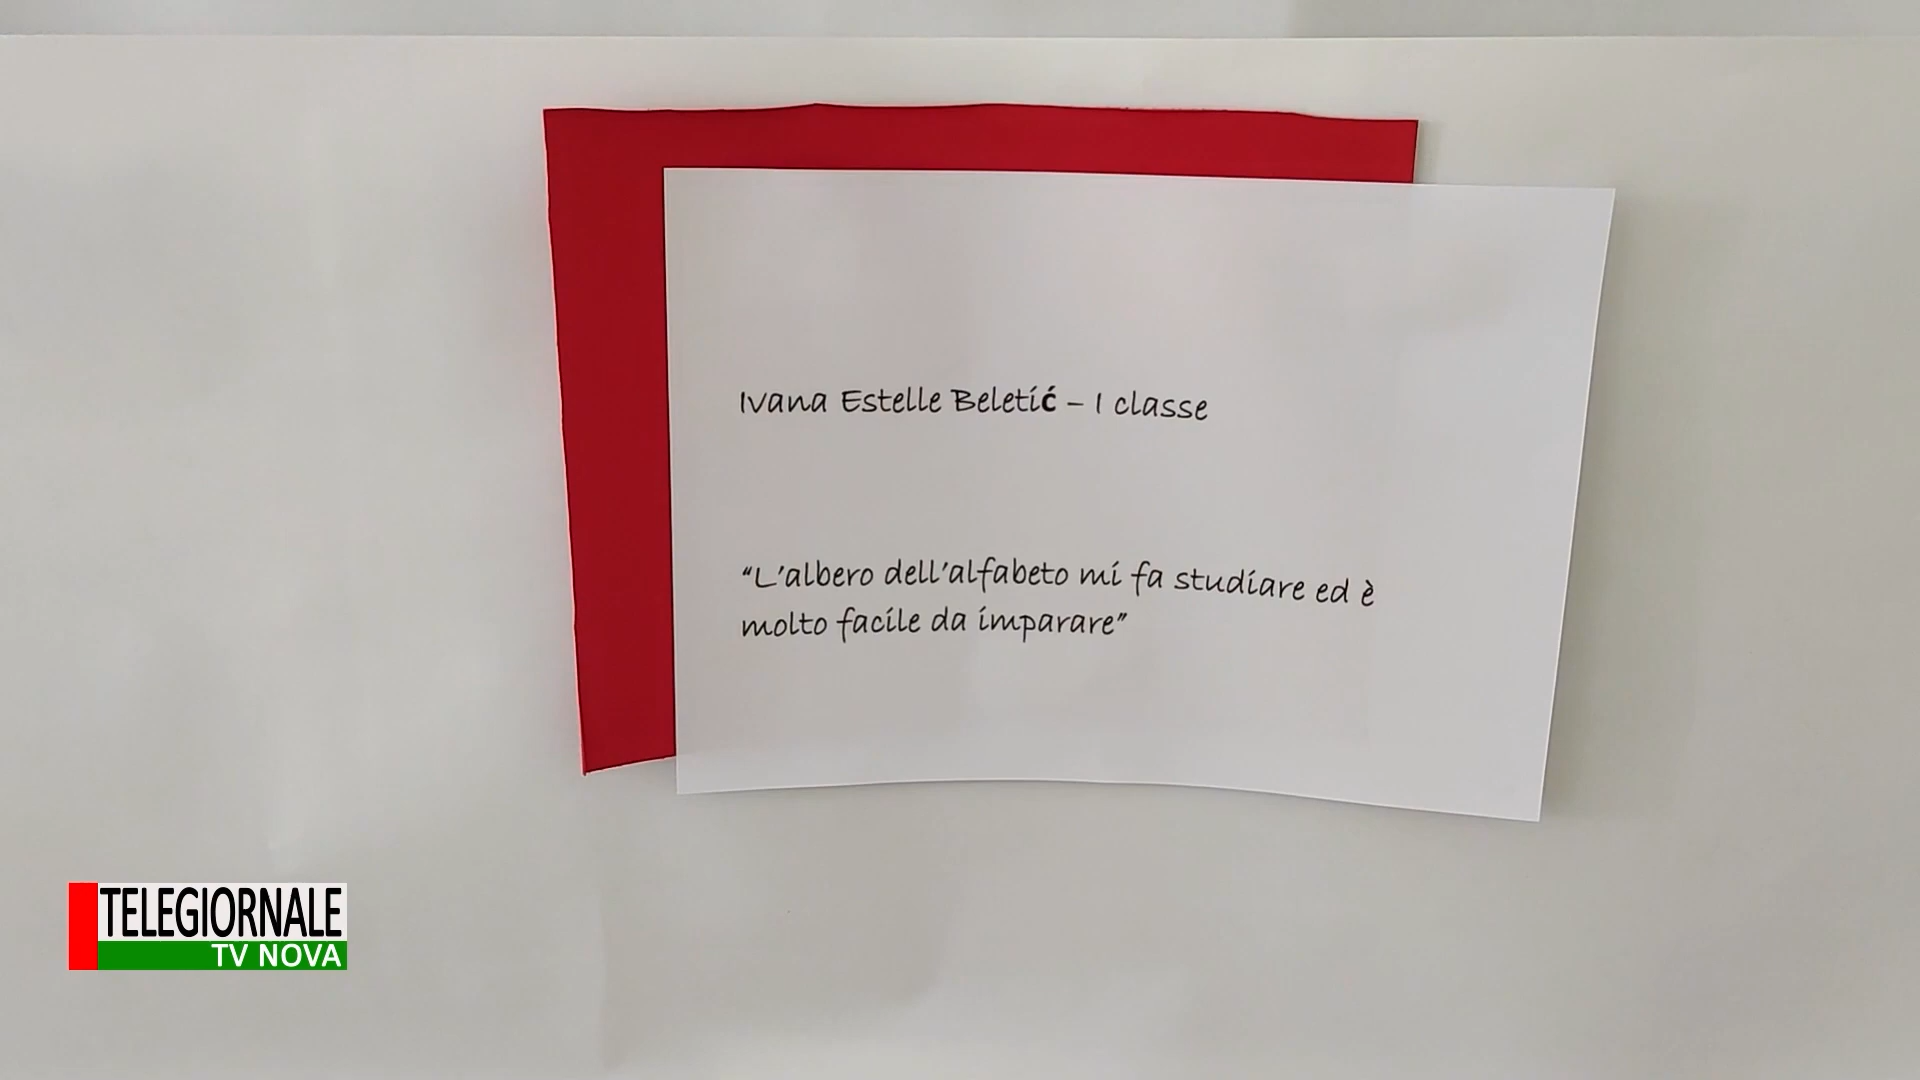 Ivana Estelle Beletić – I classe
“L’albero dell’alfabeto mi fa studiare ed è
molto facile da imparare”
TELEGIORNALE
TV NOVA